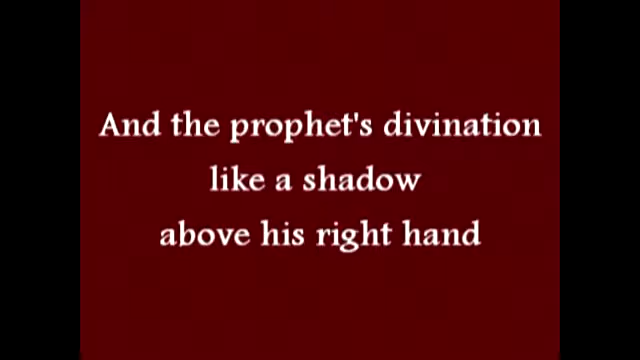 And the prophet's divination
like a shadow
above his right hand